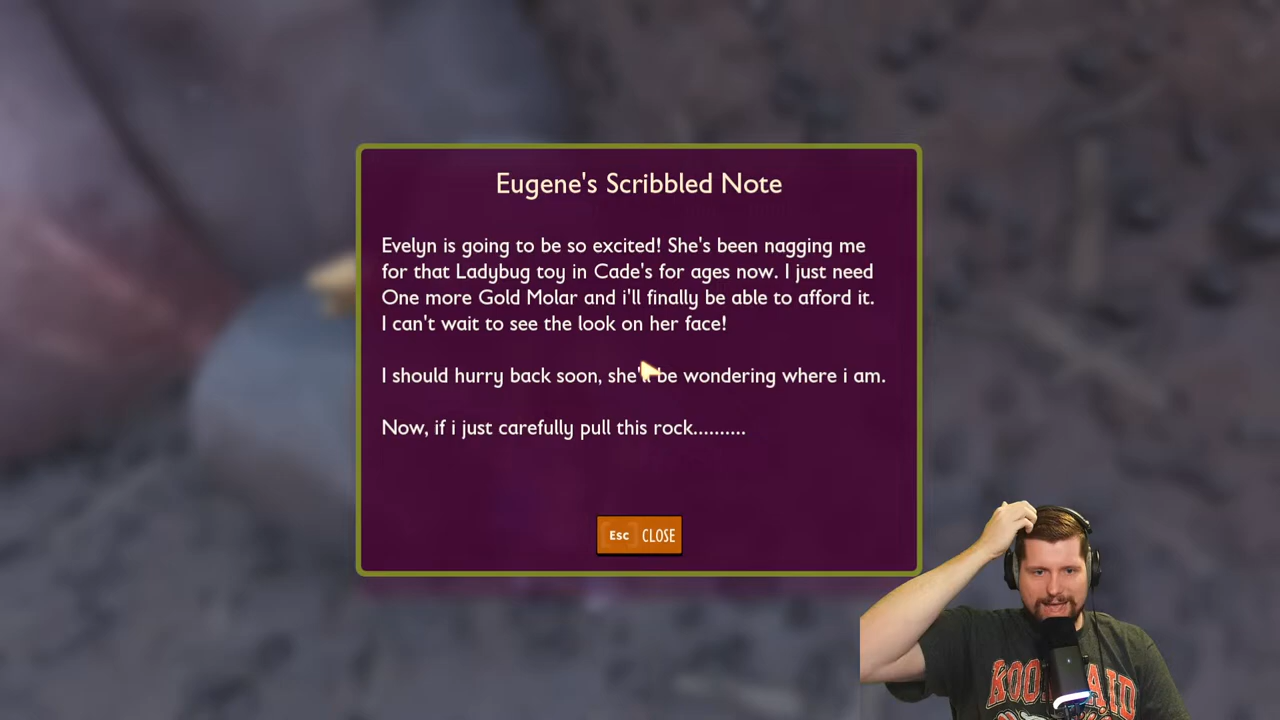 Eugene's Scribbled Note
Evelyn is going to be so excited! She's been nagging me
for that Ladybug toy in Cade's for ages now. I just need
One more Gold Molar and i'll finally be able to afford it.
I can't wait to see the look on her face!
I should hurry back soon, she'll be wondering where i am.
Now, if i just carefully pull this rock..........
Esc CLOSE
KOOL AID